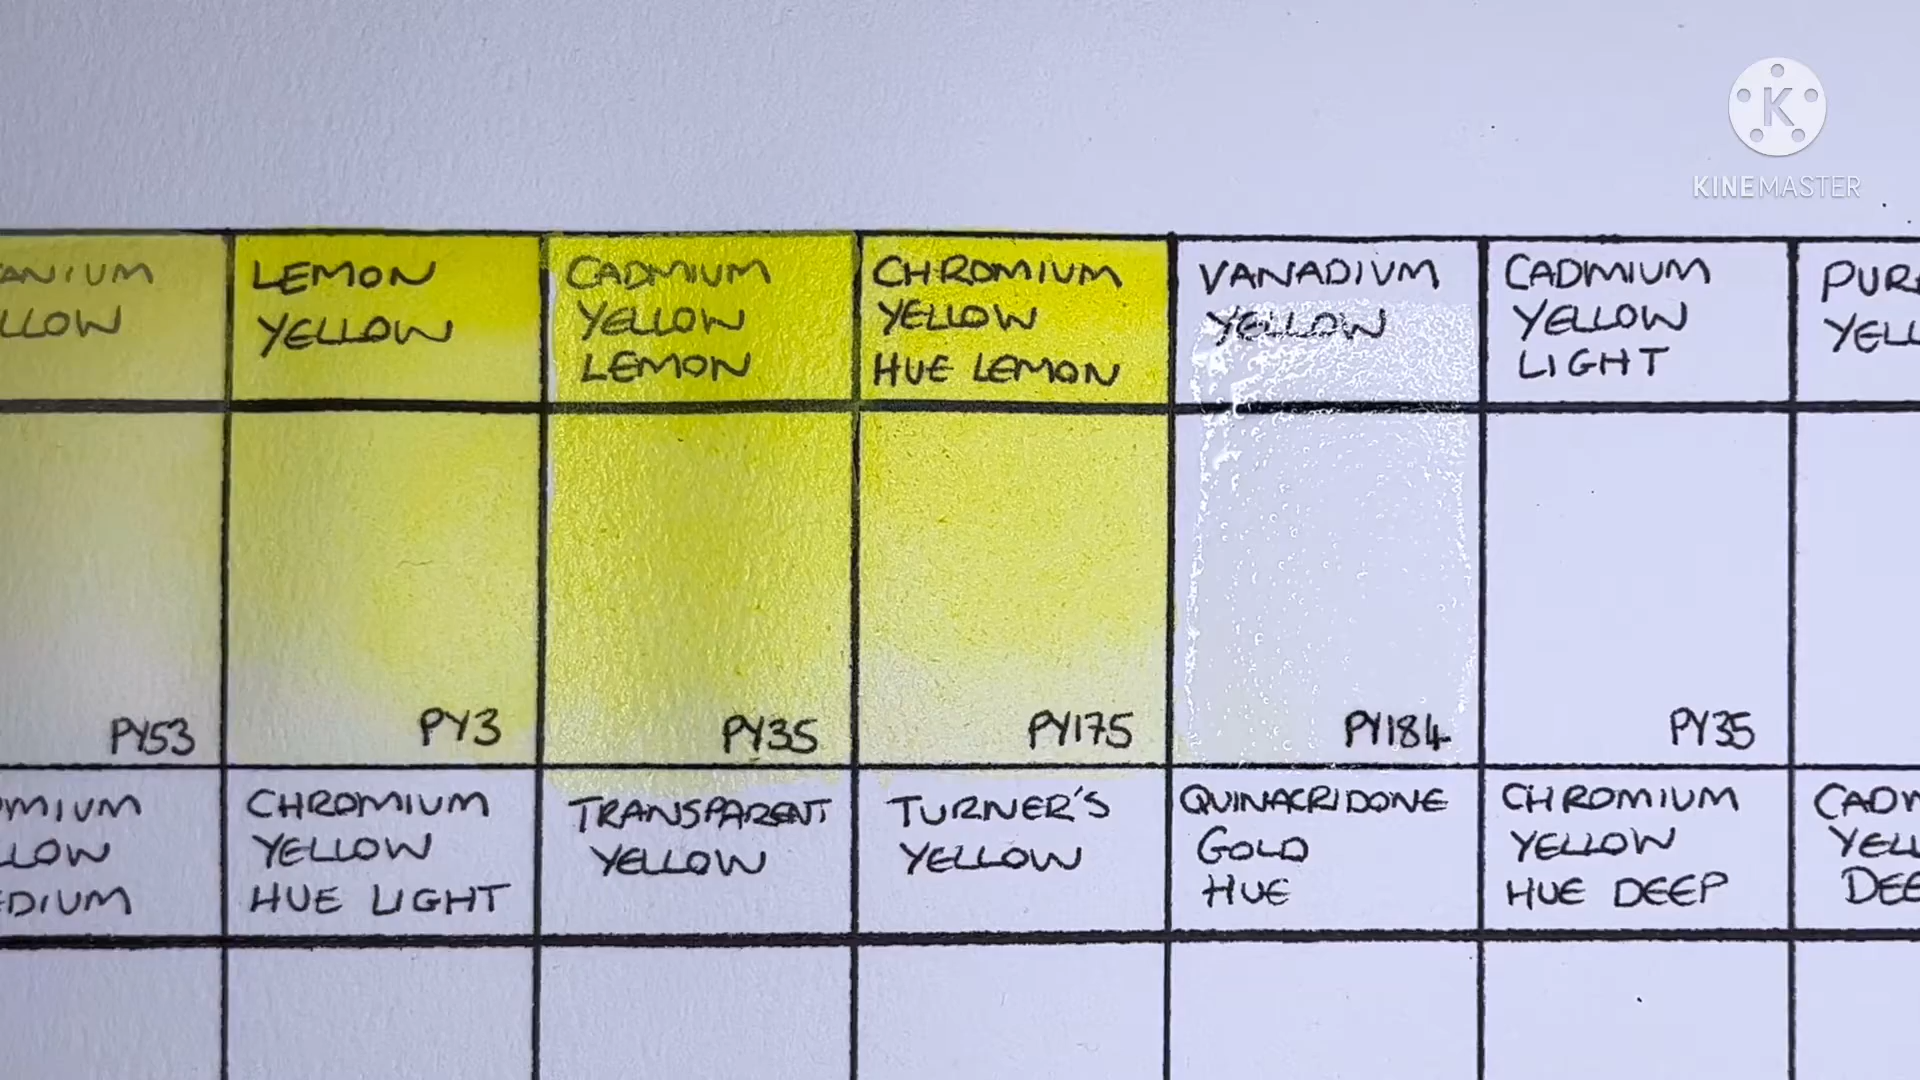 KINEMASTER
LEMON
YELLOW
CADMIUM
YELLOW
LEMON
CHROMIUM
YELLOW
HUE LEMON
VANADIUM
YELLOW
CADMIUM
YELLOW
LIGHT
PY53
PY3
PY35
PY175
PY184
PY35
CHROMIUM
YELLOW
HUE LIGHT
TRANSPARENT
YELLOW
TURNER'S
YELLOW
QUINACRIDONE
GOLD
HUE
CHROMIUM
YELLOW
HUE DEEP